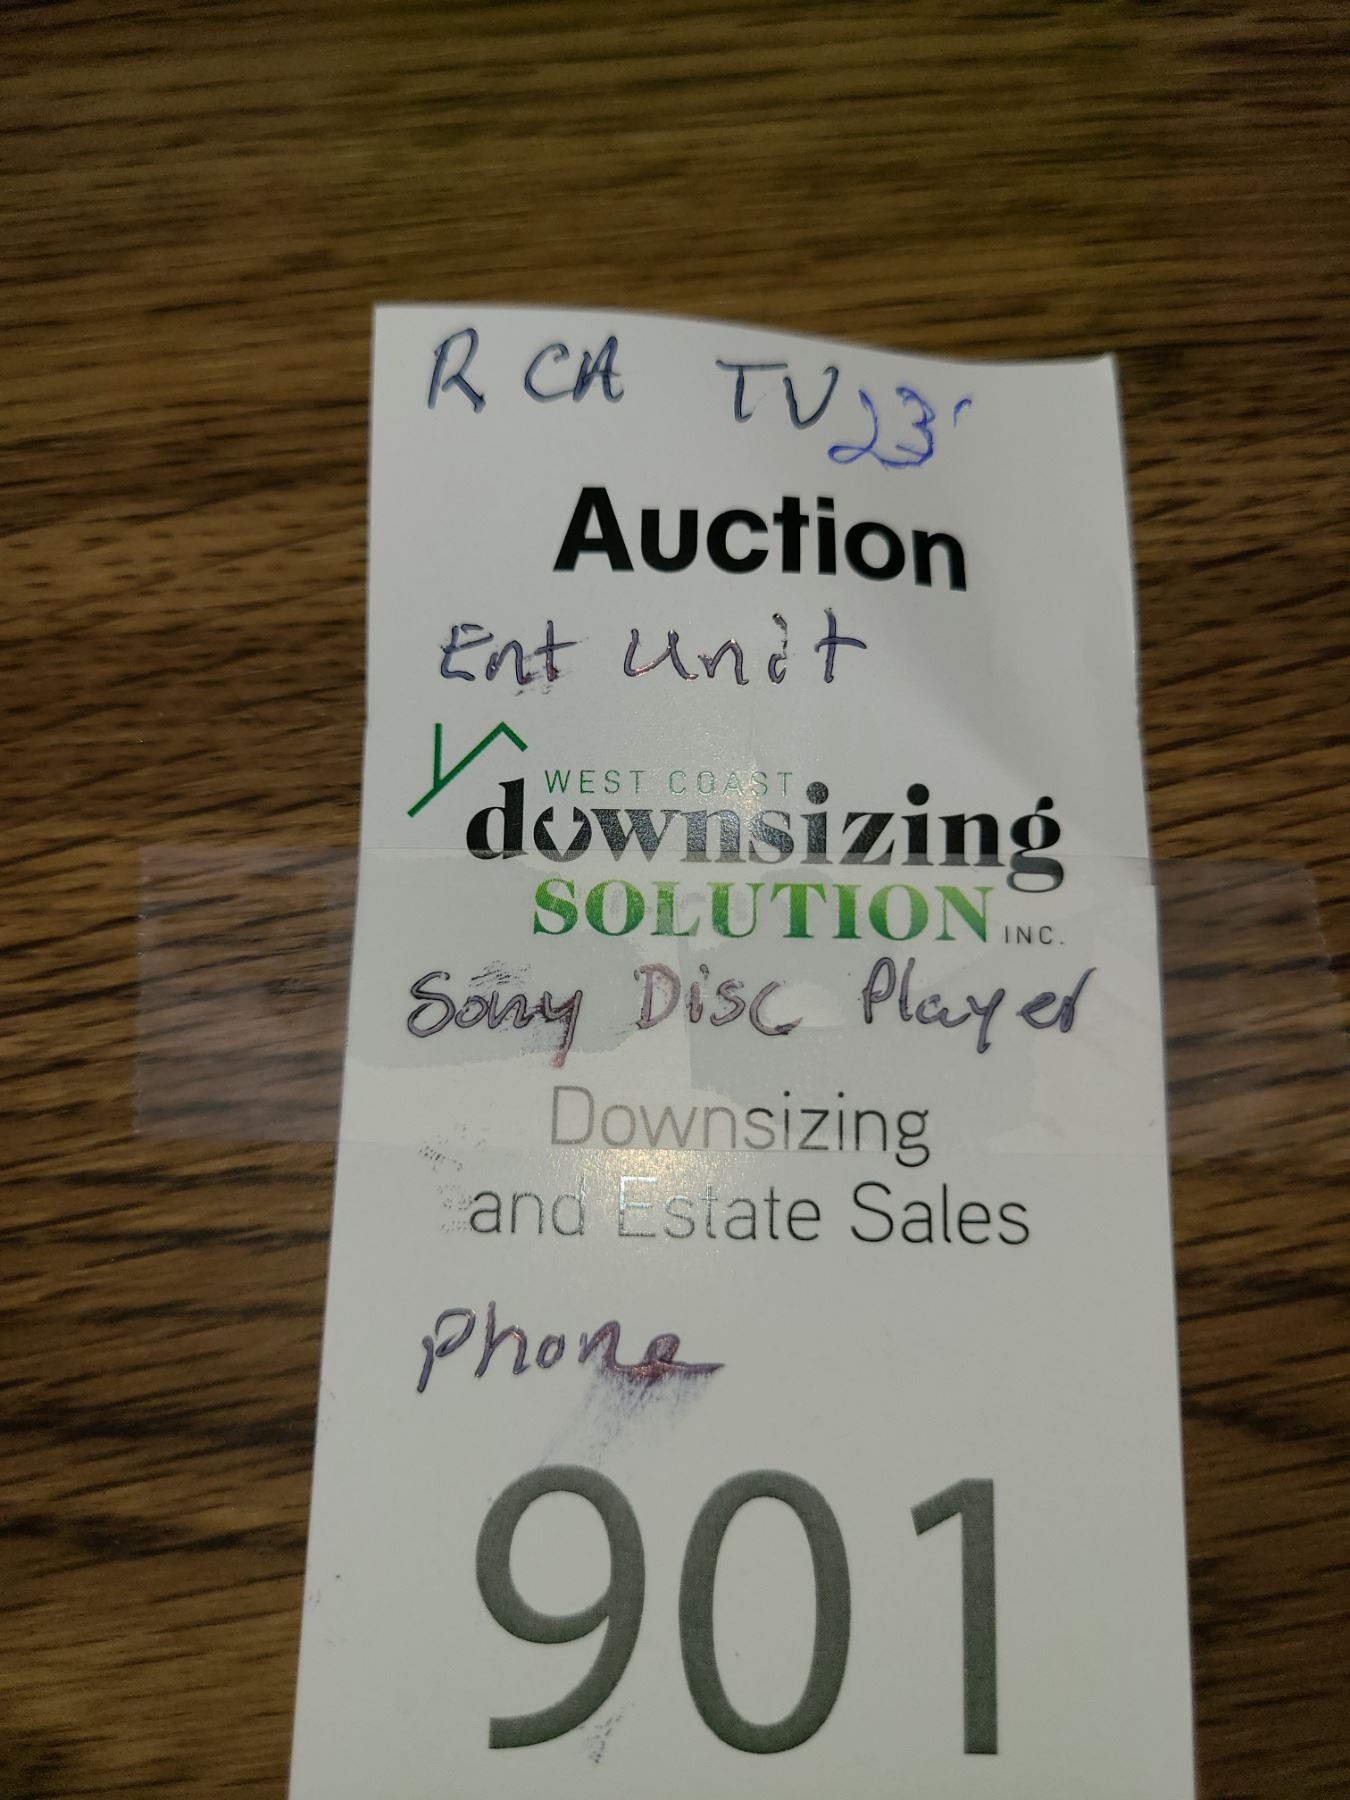 RCA TV 23'
Auction
Ent Unit
WEST COAST
downsizing
SOLUTION INC.
Sony Disc Player
Downsizing
and Estate Sales
Phone
901